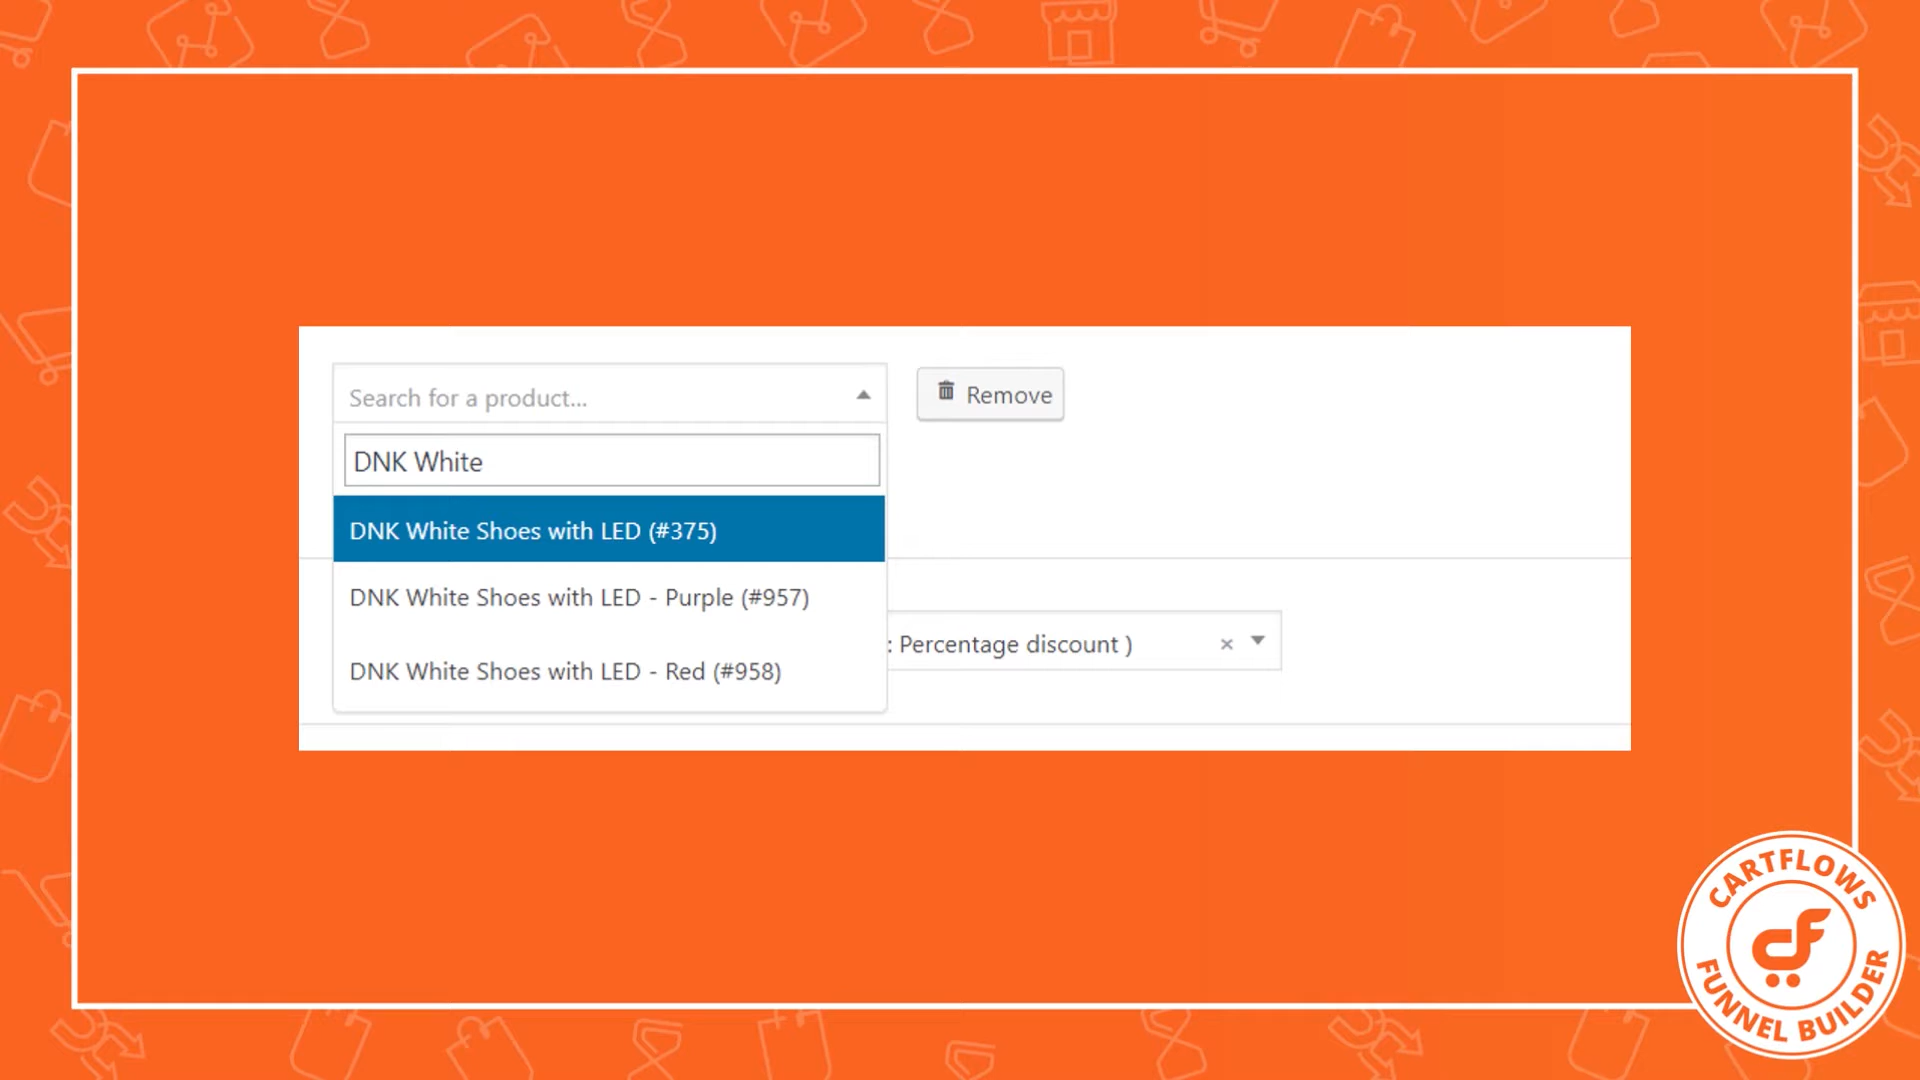 Search for a product...
Remove
DNK White
DNK White Shoes with LED (#375)
DNK White Shoes with LED - Purple (#957)
: Percentage discount )
DNK White Shoes with LED - Red (#958)
CARTFLOWS
FUNNEL BUILDER